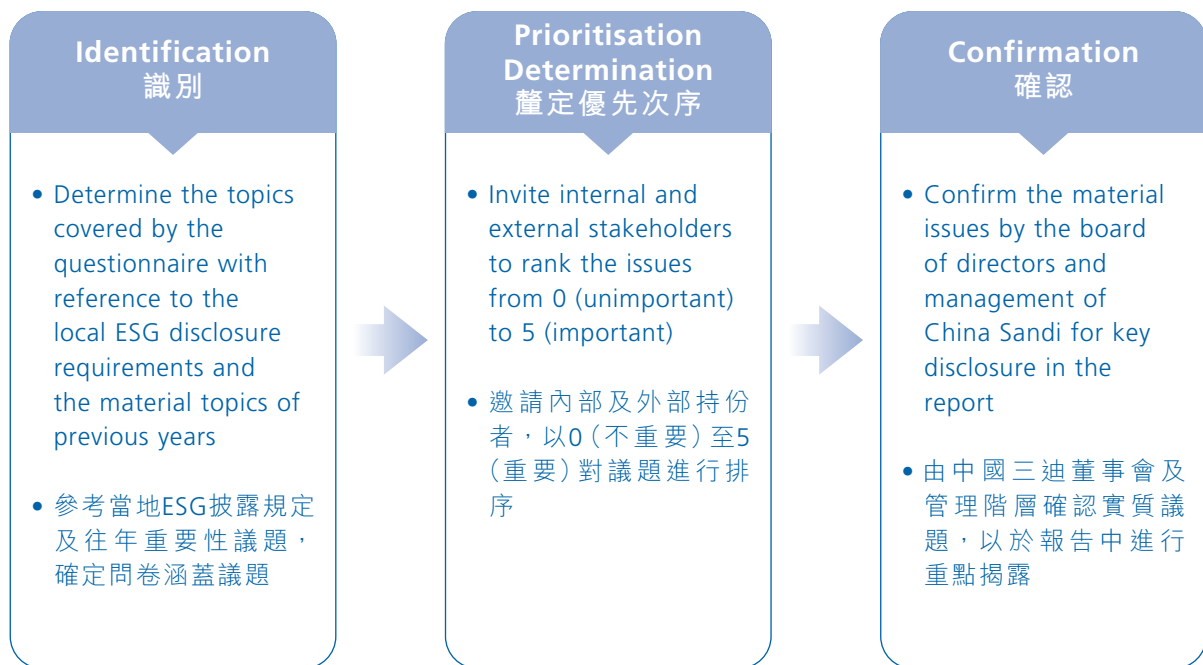 Identification
識別
• Determine the topics
covered by the
questionnaire with
reference to the
local ESG disclosure
requirements and
the material topics of
previous years
• 參考當地ESG披露規定
及往年重要性議題，
確定問卷涵蓋議題
Prioritisation
Determination
釐定優先次序
• Invite internal and
external stakeholders
to rank the issues
from 0 (unimportant)
to 5 (important)
• 邀請內部及外部持份
者，以0（不重要）至5
（重要）對議題進行排
序
Confirmation
確認
• Confirm the material
issues by the board
of directors and
management of
China Sandi for key
disclosure in the
report
• 由中國三迪董事會及
管理階層確認實質議
題，以於報告中進行
重點揭露